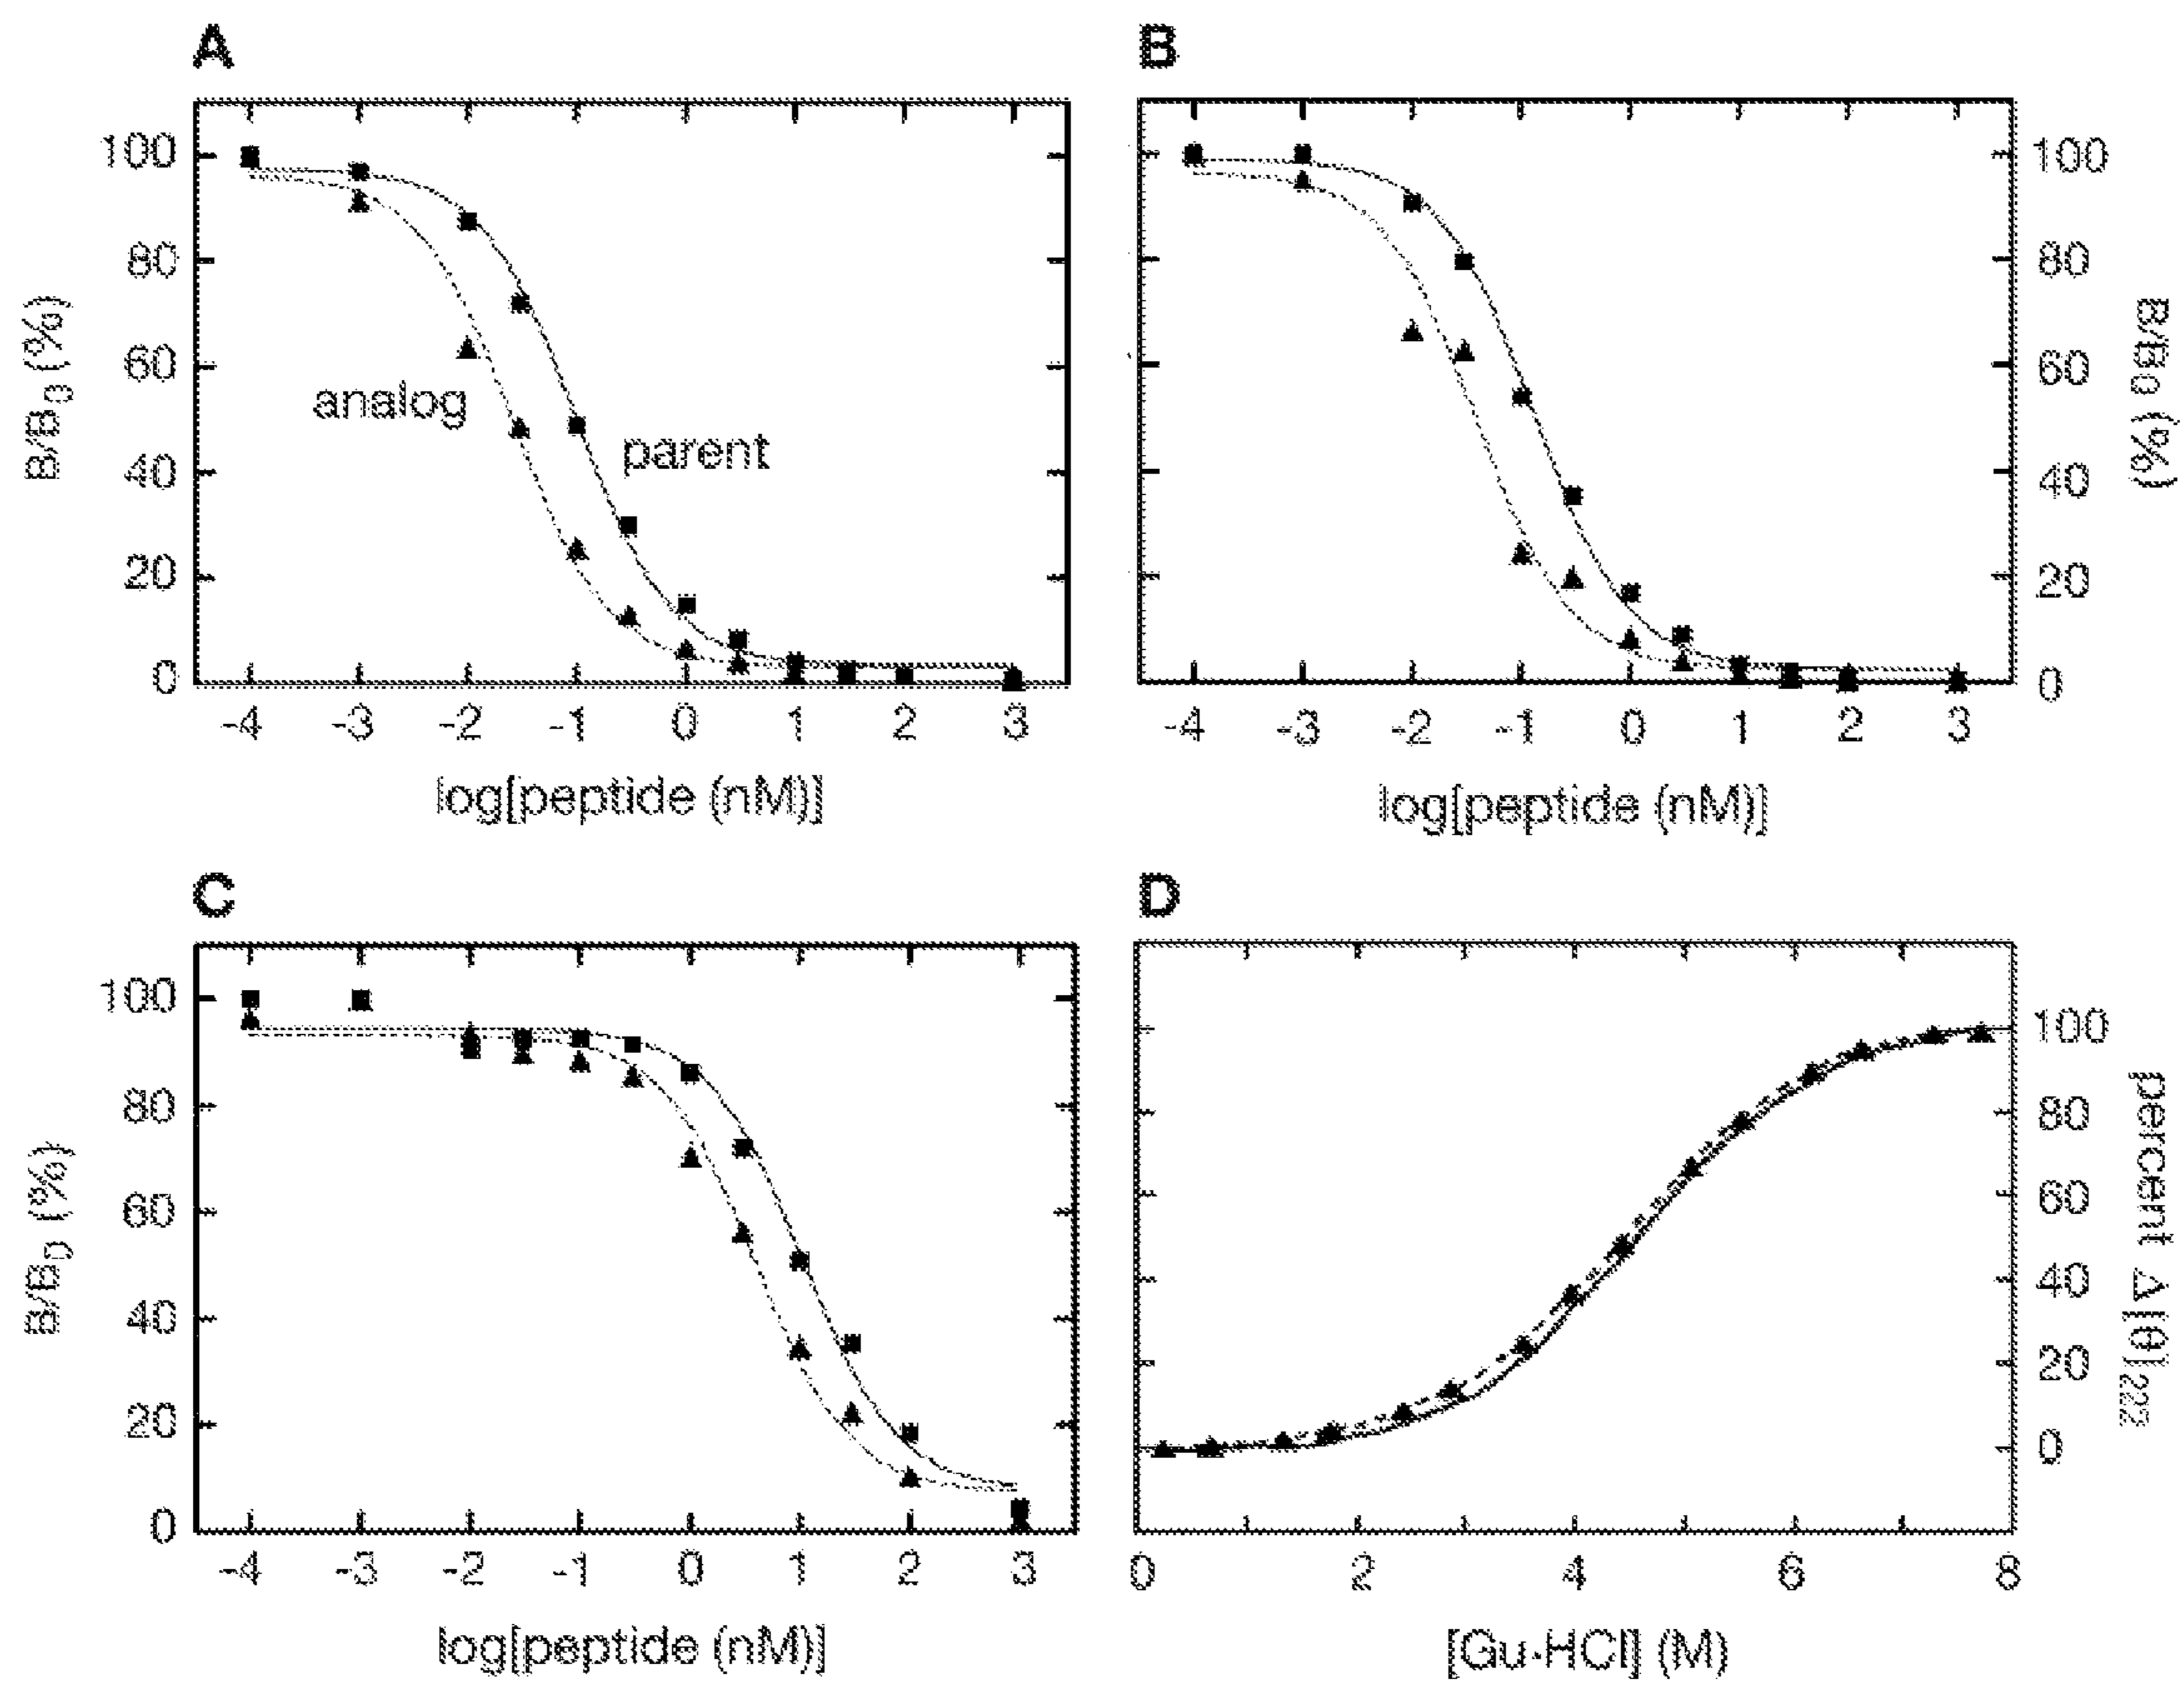 A
B/B0 (%)
100
80
60
40
20
0
analog
parent
-4 -3 -2 -1 0 1 2 3
log[peptide (nM)]
B
100
80
60
40
20
0
B/B0 (%)
-4 -3 -2 -1 0 1 2 3
log[peptide (nM)]
C
B/B0 (%)
100
80
60
40
20
0
-4 -3 -2 -1 0 1 2 3
log[peptide (nM)]
D
100
80
60
40
20
0
percent Δ[θ]222
0 2 4 6 8
[Gu·HCl] (M)